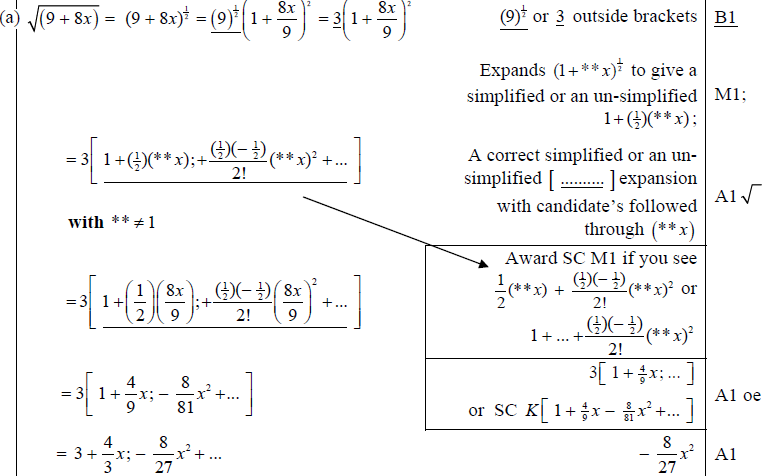 (a) √(9 + 8x) = (9 + 8x)^½ = (9)^½ (1 + 8x/9)^2 = 3(1 + 8x/9)^2 (9)^½ or 3 outside brackets B1
Expands (1+**x)^½ to give a
simplified or an un-simplified M1;
1+(½)(**x);
= 3[ 1+(½)(**x);+ (½)(−½)/2! (**x)² + ... ] A correct simplified or an un-
simplified [ .......... ] expansion A1√
with candidate's followed
with ** ≠ 1 through (**x)
Award SC M1 if you see
½(**x) + (½)(−½)/2! (**x)² or
= 3[ 1+(1/2)(8x/9);+ (½)(−½)/2! (8x/9)² + ... ] 1+...+ (½)(−½)/2! (**x)²
3[ 1+ 4/9 x; ... ]
= 3[ 1+ 4/9 x; − 8/81 x² +... ] A1 oe
or SC K[ 1+ 4/9 x − 8/81 x² +... ]
= 3 + 4/3 x; − 8/27 x² + ... − 8/27 x² A1